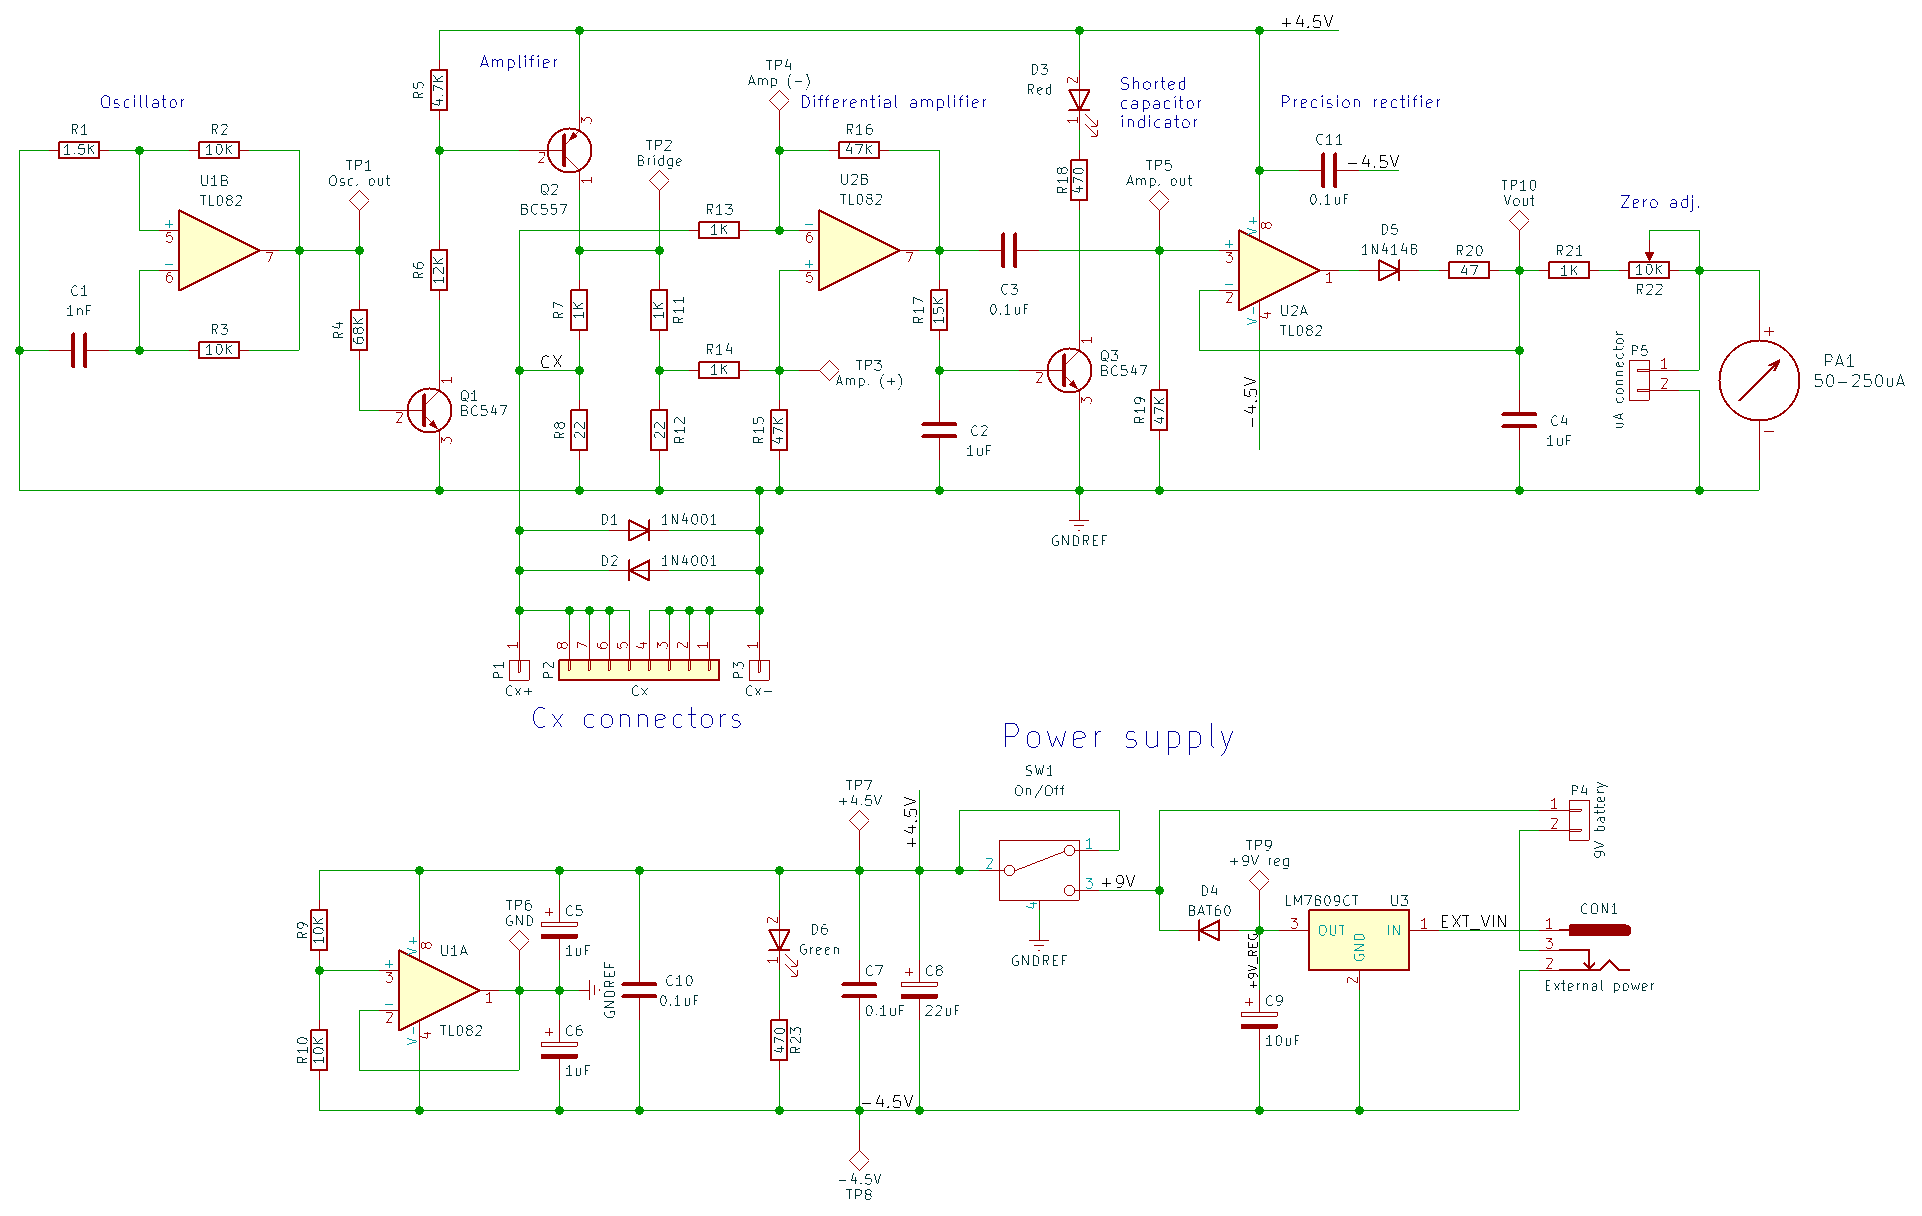 +4.5V
Amplifier
Oscillator
R1
1.5K
R2
10K
U1B
TL082
+
5
−
6
7
C1
1nF
R3
10K
TP1
Osc. out
R4
68K
R5
4.7K
R6
12K
2
1
Q1
BC547
3
3
2
Q2
BC557
1
TP2
Bridge
R7
1K
R11
1K
CX
R8
22
R12
22
TP4
Amp (-)
Differential amplifier
R16
47K
U2B
TL082
R13
1K
−
6
+
5
7
R14
1K
TP3
Amp. (+)
R15
47K
R17
15K
C3
0.1uF
C2
1uF
D3
Red
2
1
Shorted
capacitor
indicator
R18
470
1
Q3
BC547
2
3
GNDREF
TP5
Amp. out
R19
47K
Precision rectifier
C11
-4.5V
0.1uF
V+
8
+
3
−
2
1
V-
4
U2A
TL082
-4.5V
D5
1N4148
R20
47
TP10
Vout
R21
1K
Zero adj.
10K
R22
C4
1uF
uA connector
P5
1
2
+
PA1
50-250uA
−
D1
1N4001
D2
1N4001
1
8
7
6
5
4
3
2
1
1
P1
P2
P3
Cx+
Cx
Cx-
Cx connectors
Power supply
SW1
On/Off
2
1
3
4
+9V
GNDREF
TP7
+4.5V
+4.5V
R9
10K
R10
10K
+
3
−
2
V+
8
U1A
1
V-
4
TL082
TP6
GND
+
C5
1uF
+
C6
1uF
GNDREF
C10
0.1uF
2
D6
Green
1
470
R23
C7
0.1uF
+
C8
22uF
-4.5V
-4.5V
TP8
TP9
+9V reg
D4
BAT60
+9V_REG
LM7809CT
U3
3
OUT
IN
1
GND
2
EXT_VIN
+
C9
10uF
P4
1
2
9V battery
CON1
1
3
2
External power